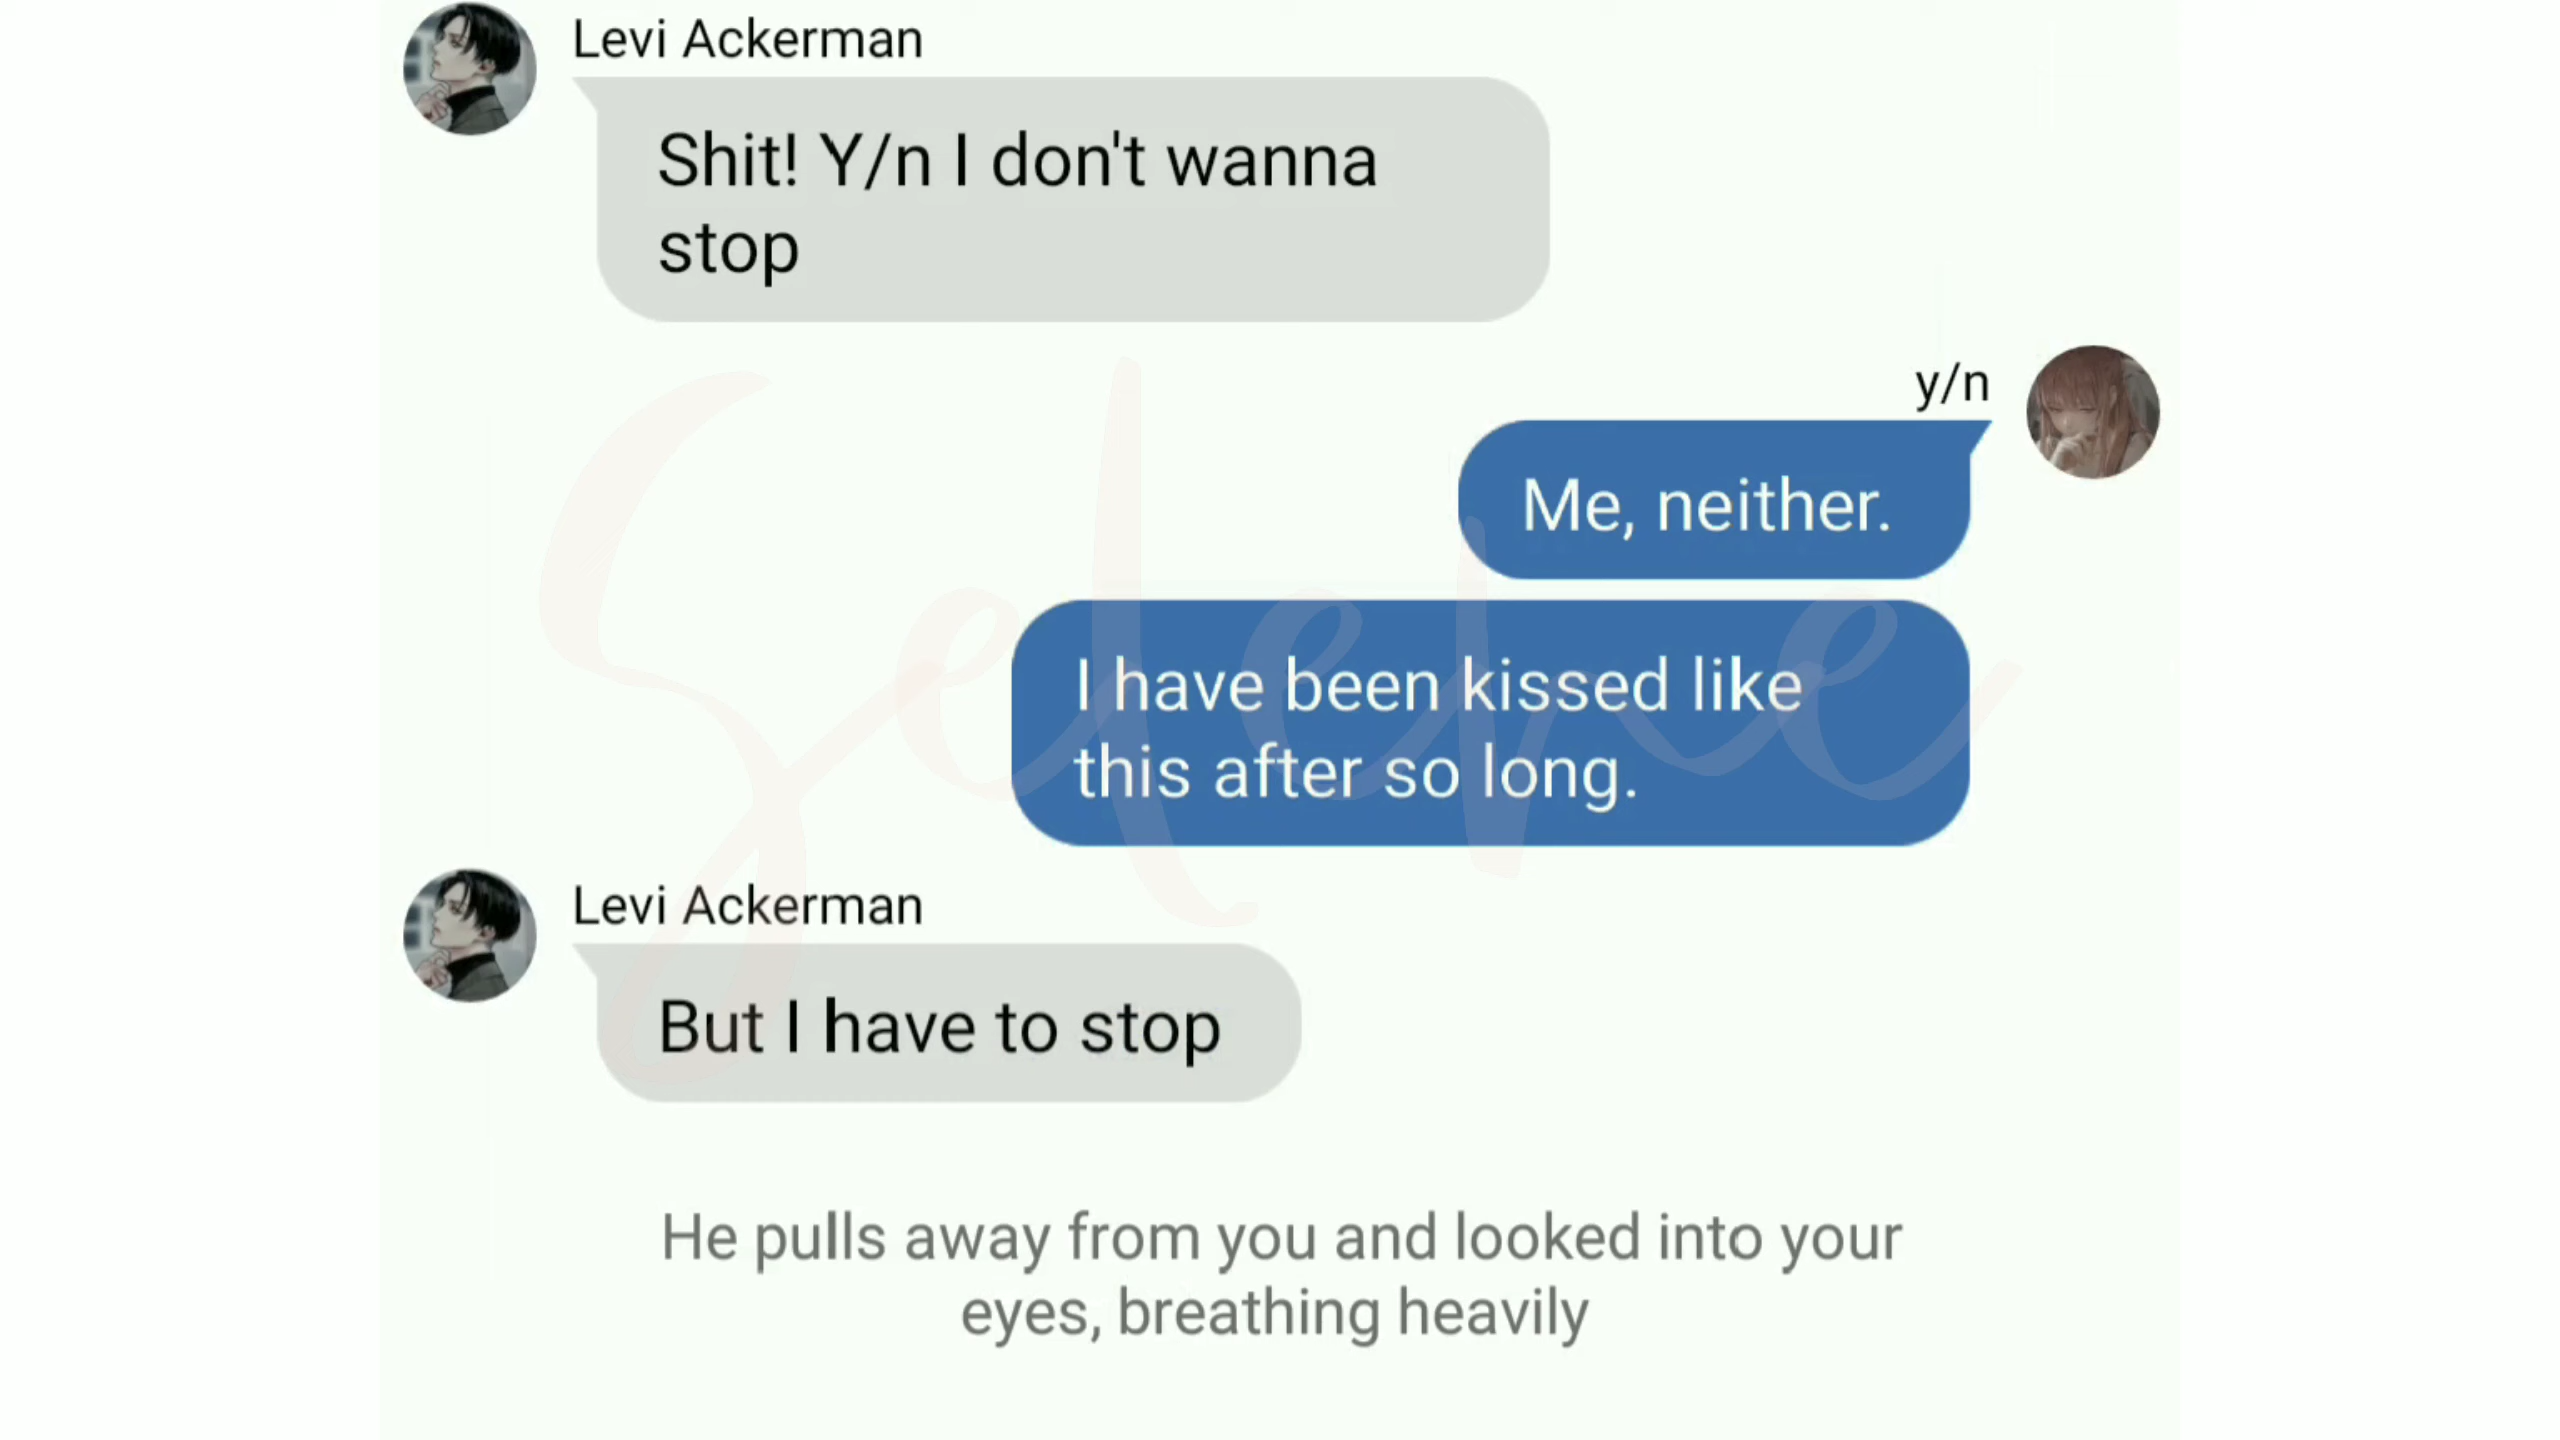 Levi Ackerman
Shit! Y/n I don't wanna
stop
y/n
Me, neither.
I have been kissed like
this after so long.
Levi Ackerman
But I have to stop
He pulls away from you and looked into your
eyes, breathing heavily
Selene